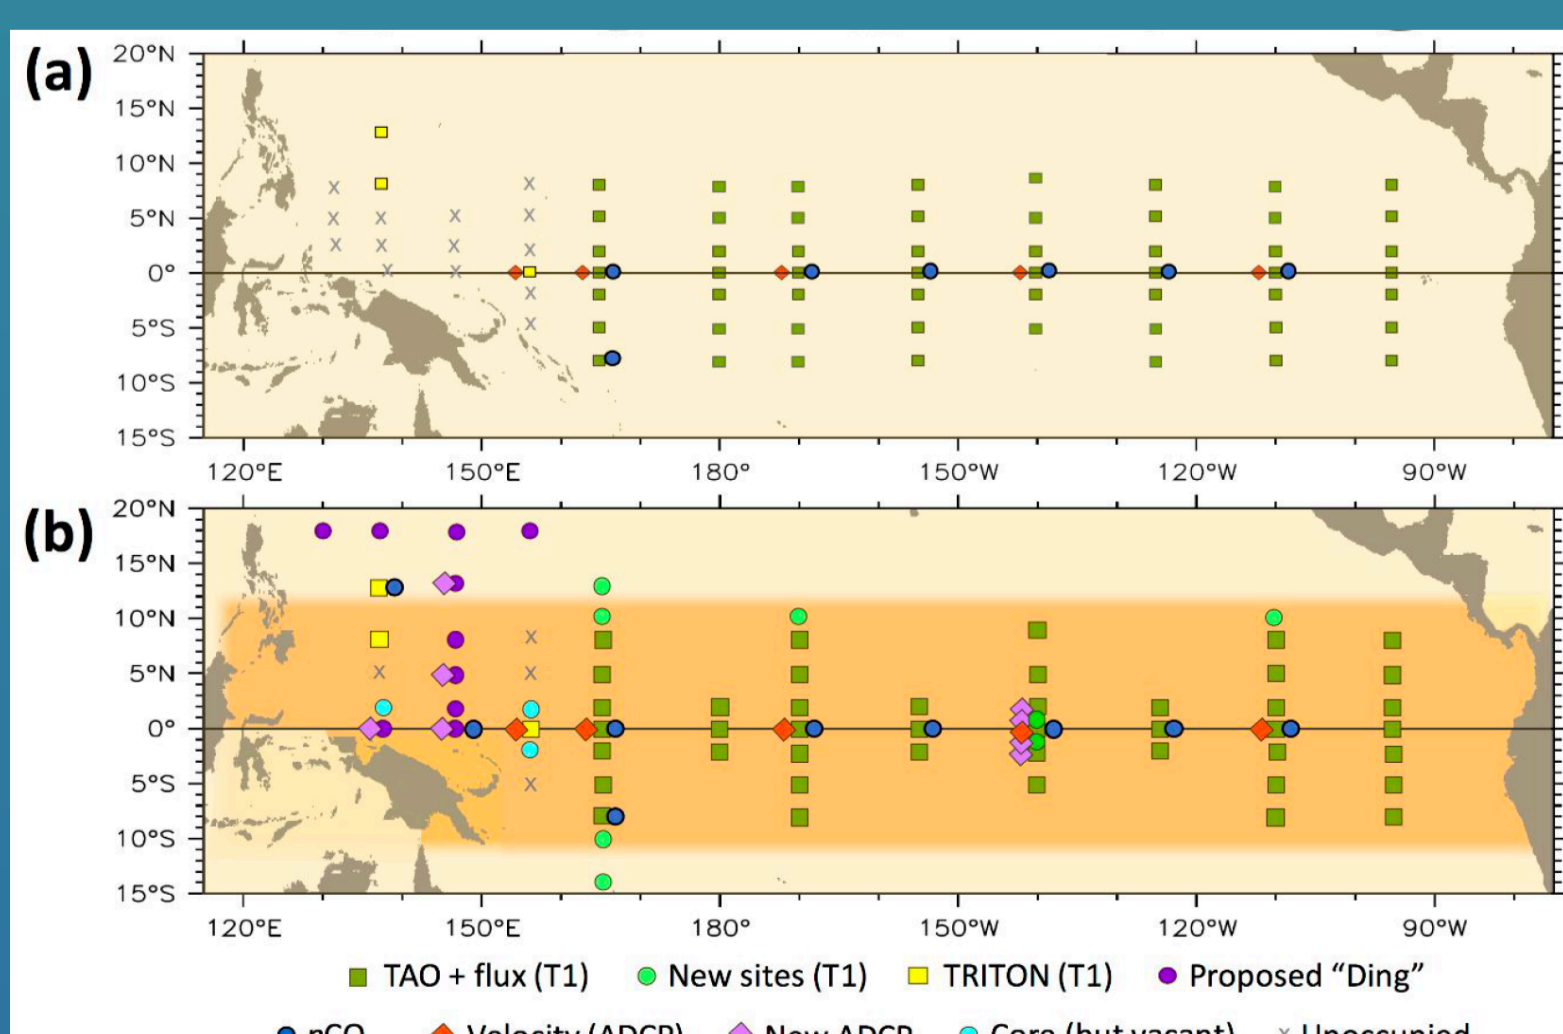 (a)
20°N
15°N
10°N
5°N
0°
5°S
10°S
15°S
120°E 150°E 180° 150°W 120°W 90°W
(b)
20°N
15°N
10°N
5°N
0°
5°S
10°S
15°S
120°E 150°E 180° 150°W 120°W 90°W
TAO + flux (T1) New sites (T1) TRITON (T1) Proposed “Ding”
pCO Velocity (ADCP) New ADCP Core (but vacant) Unoccupied